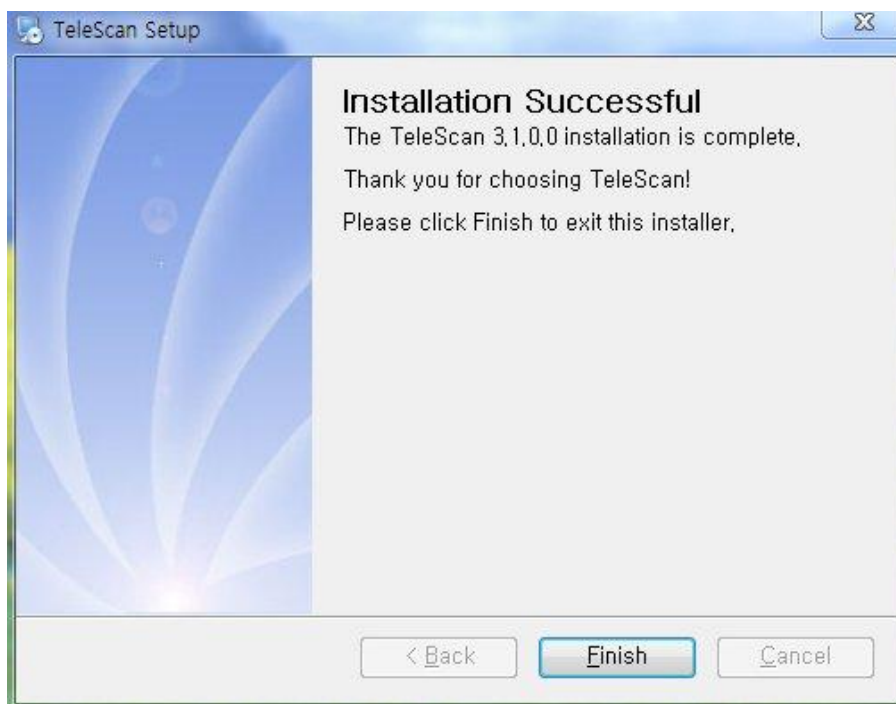 TeleScan Setup
Installation Successful
The TeleScan 3,1,0,0 installation is complete,
Thank you for choosing TeleScan!
Please click Finish to exit this installer,
< Back
Finish
Cancel